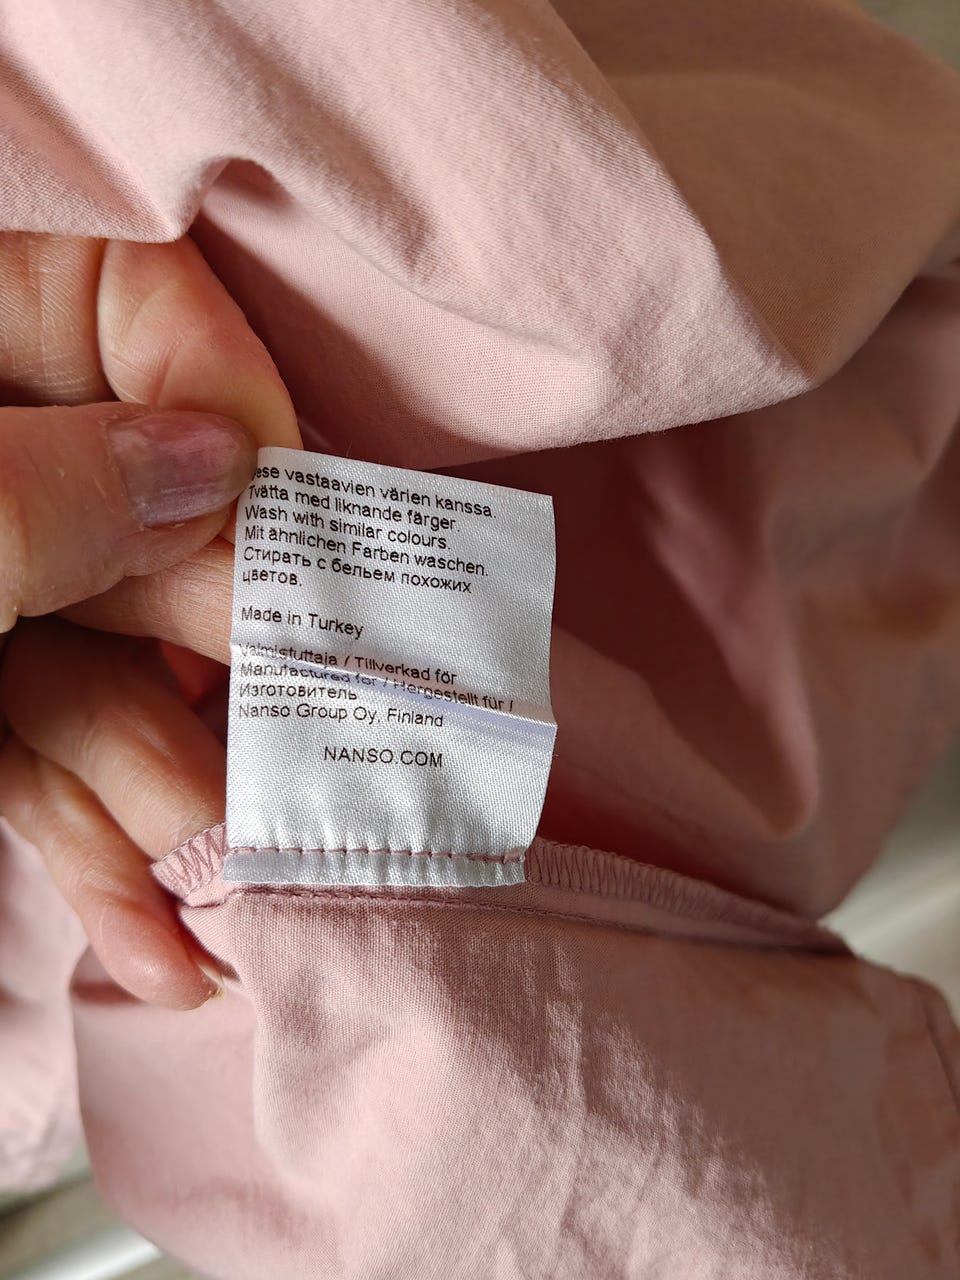 vastaavien värien kanssa.
Tvätta med liknande färger.
Wash with similar colours.
Mit ähnlichen Farben waschen.
Стирать с бельем похожих
цветов.
Made in Turkey
Valmistuttaja / Tillverkad för
Manufactured for / Hergestellt für /
Изготовитель
Nanso Group Oy, Finland
NANSO.COM